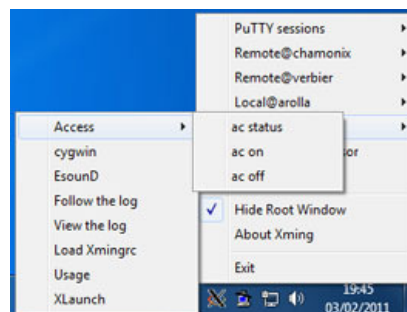 PuTTY sessions
Remote@chamonix
Remote@verbier
Local@arolla
Access
cygwin
EsounD
Follow the log
View the log
Load Xmingrc
Usage
XLaunch
ac status
ac on
ac off
Hide Root Window
About Xming
Exit
19:45
03/02/2011